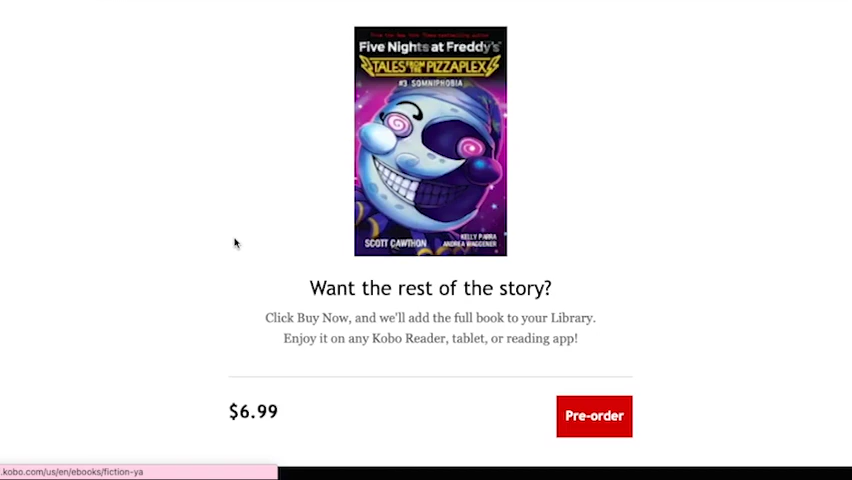 Five Nights at Freddy's
TALES FROM THE PIZZAPLEX
#3 SOMNIPHOBIA
SCOTT CAWTHON
KELLY PARRA
ANDREA WAGGENER
Want the rest of the story?
Click Buy Now, and we'll add the full book to your Library.
Enjoy it on any Kobo Reader, tablet, or reading app!
$6.99
Pre-order
.kobo.com/us/en/ebooks/fiction-ya